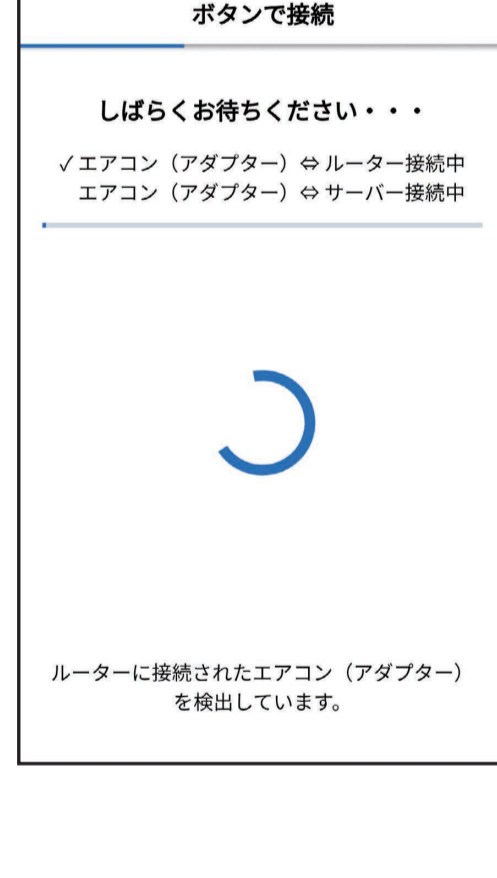 ボタンで接続
しばらくお待ちください・・・
✓エアコン（アダプター）⇔ルーター接続中
エアコン（アダプター）⇔サーバー接続中
ルーターに接続されたエアコン（アダプター）
を検出しています。